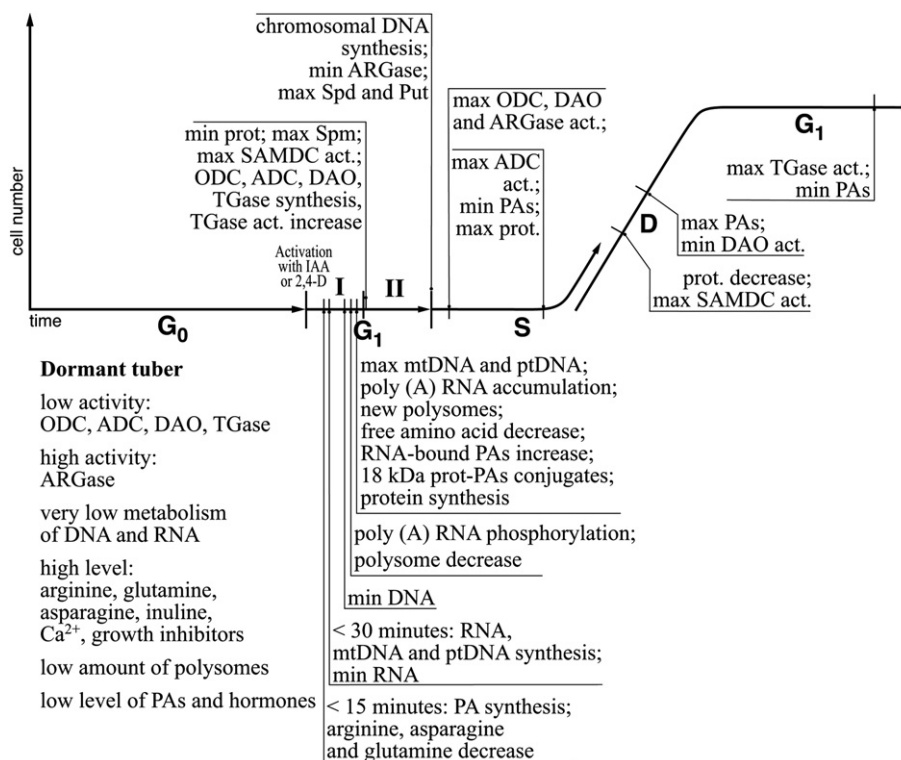 chromosomal DNA
synthesis;
min ARGase;
max Spd and Put
max ODC, DAO
and ARGase act.;
min prot; max Spm;
max SAMDC act.;
ODC, ADC, DAO,
TGase synthesis,
TGase act. increase
max ADC
act.;
min PAs;
max prot.
G1
max TGase act.;
min PAs
D
max PAs;
min DAO act.
prot. decrease;
max SAMDC act.
cell number
Activation
with IAA
or 2,4-D
I
II
time
G0
G1
S
Dormant tuber
low activity:
ODC, ADC, DAO, TGase
high activity:
ARGase
very low metabolism
of DNA and RNA
high level:
arginine, glutamine,
asparagine, inuline,
Ca2+, growth inhibitors
low amount of polysomes
low level of PAs and hormones
max mtDNA and ptDNA;
poly (A) RNA accumulation;
new polysomes;
free amino acid decrease;
RNA-bound PAs increase;
18 kDa prot-PAs conjugates;
protein synthesis
poly (A) RNA phosphorylation;
polysome decrease
min DNA
< 30 minutes: RNA,
mtDNA and ptDNA synthesis;
min RNA
< 15 minutes: PA synthesis;
arginine, asparagine
and glutamine decrease